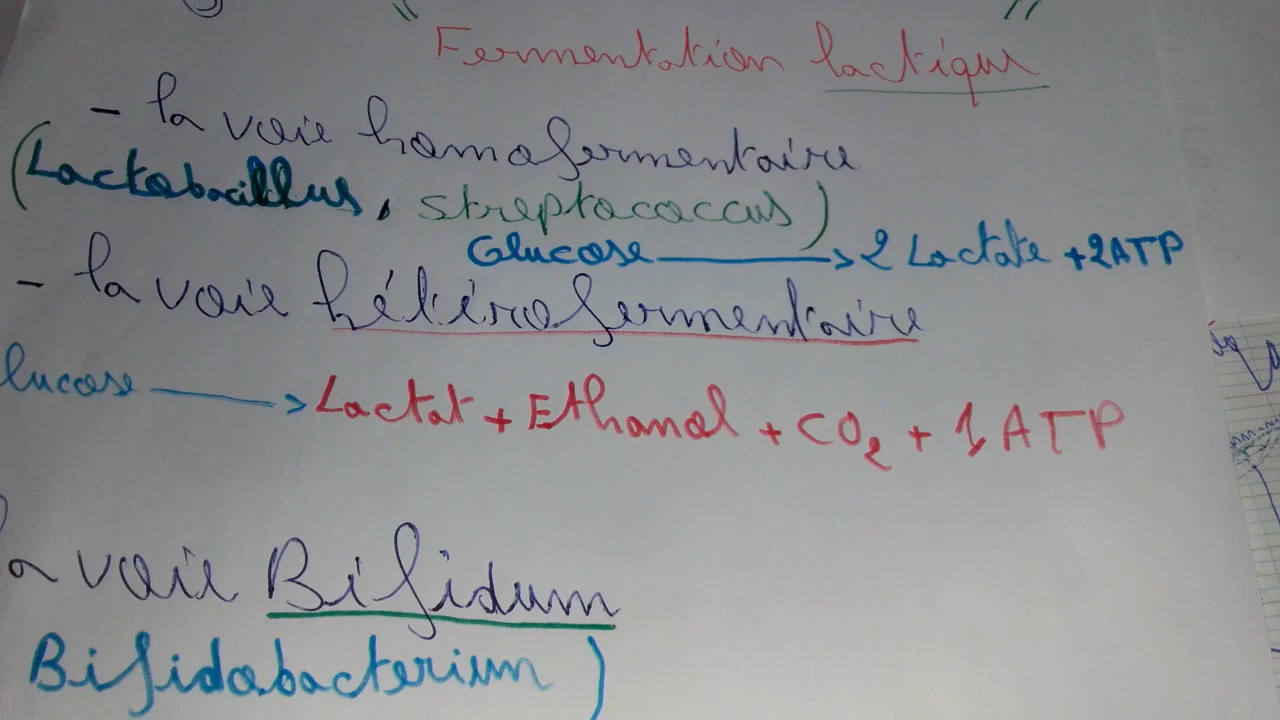 " Fermentation lactique "
- la voie homofermentaire
(Lactobacillus, streptococcus)
Glucose → 2 Lactate + 2ATP
- la voie hétérofermentaire
lucose → Lactat + Ethanol + CO₂ + 1 ATP
la voie Bifidum
Bifidobacterium)